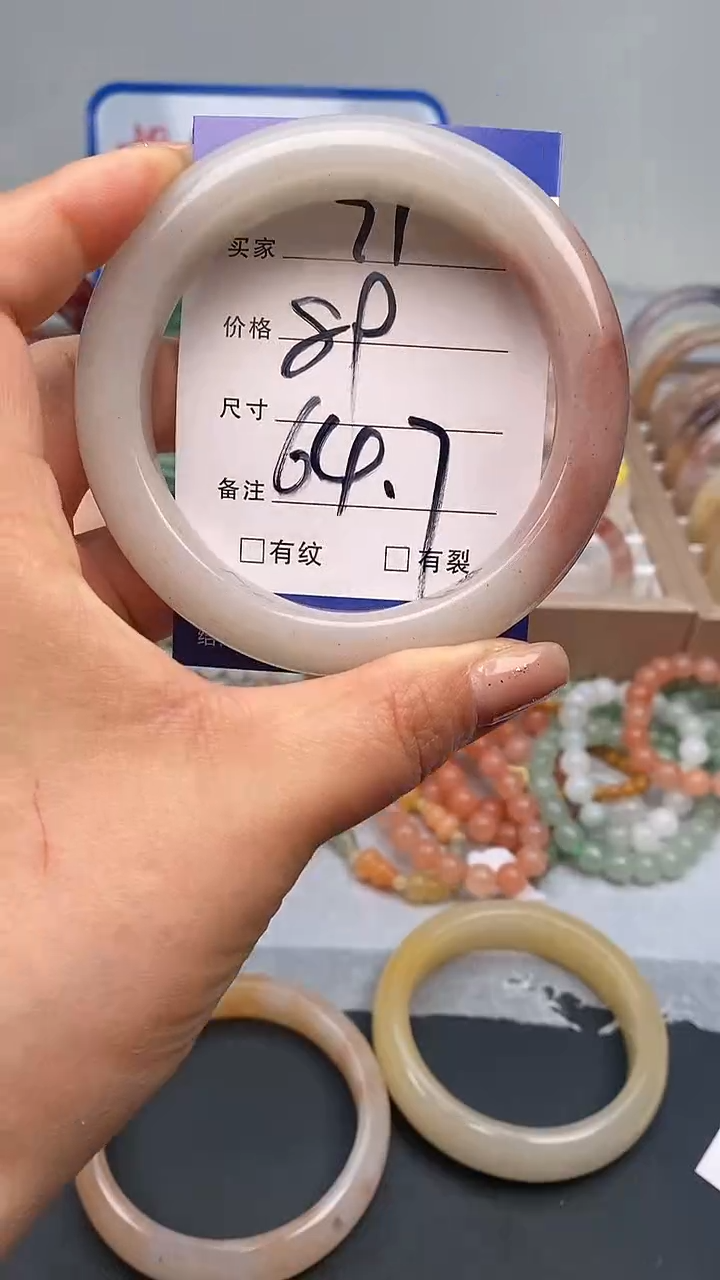 买家 71
价格 8P
尺寸
备注 64.7
□有纹 □有裂